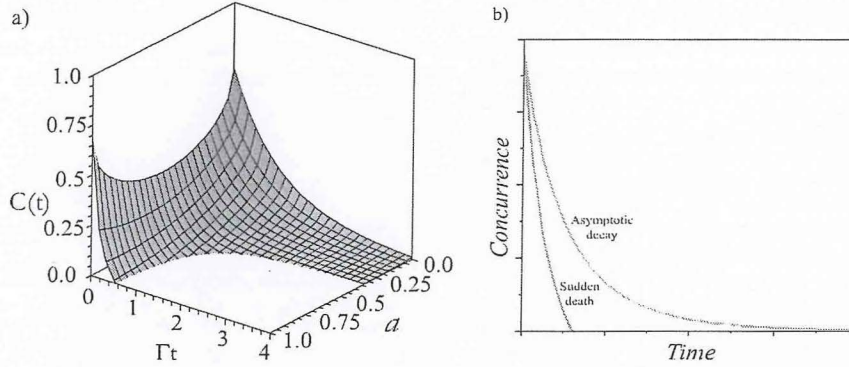 a)
1.0
0.75
0.5
C(t)
0.25
0.0
0
1
2
3
4
Γt
1.0
0.75
0.5
0.25
0.0
a
b)
Concurrence
Asymptotic
decay
Sudden
death
Time